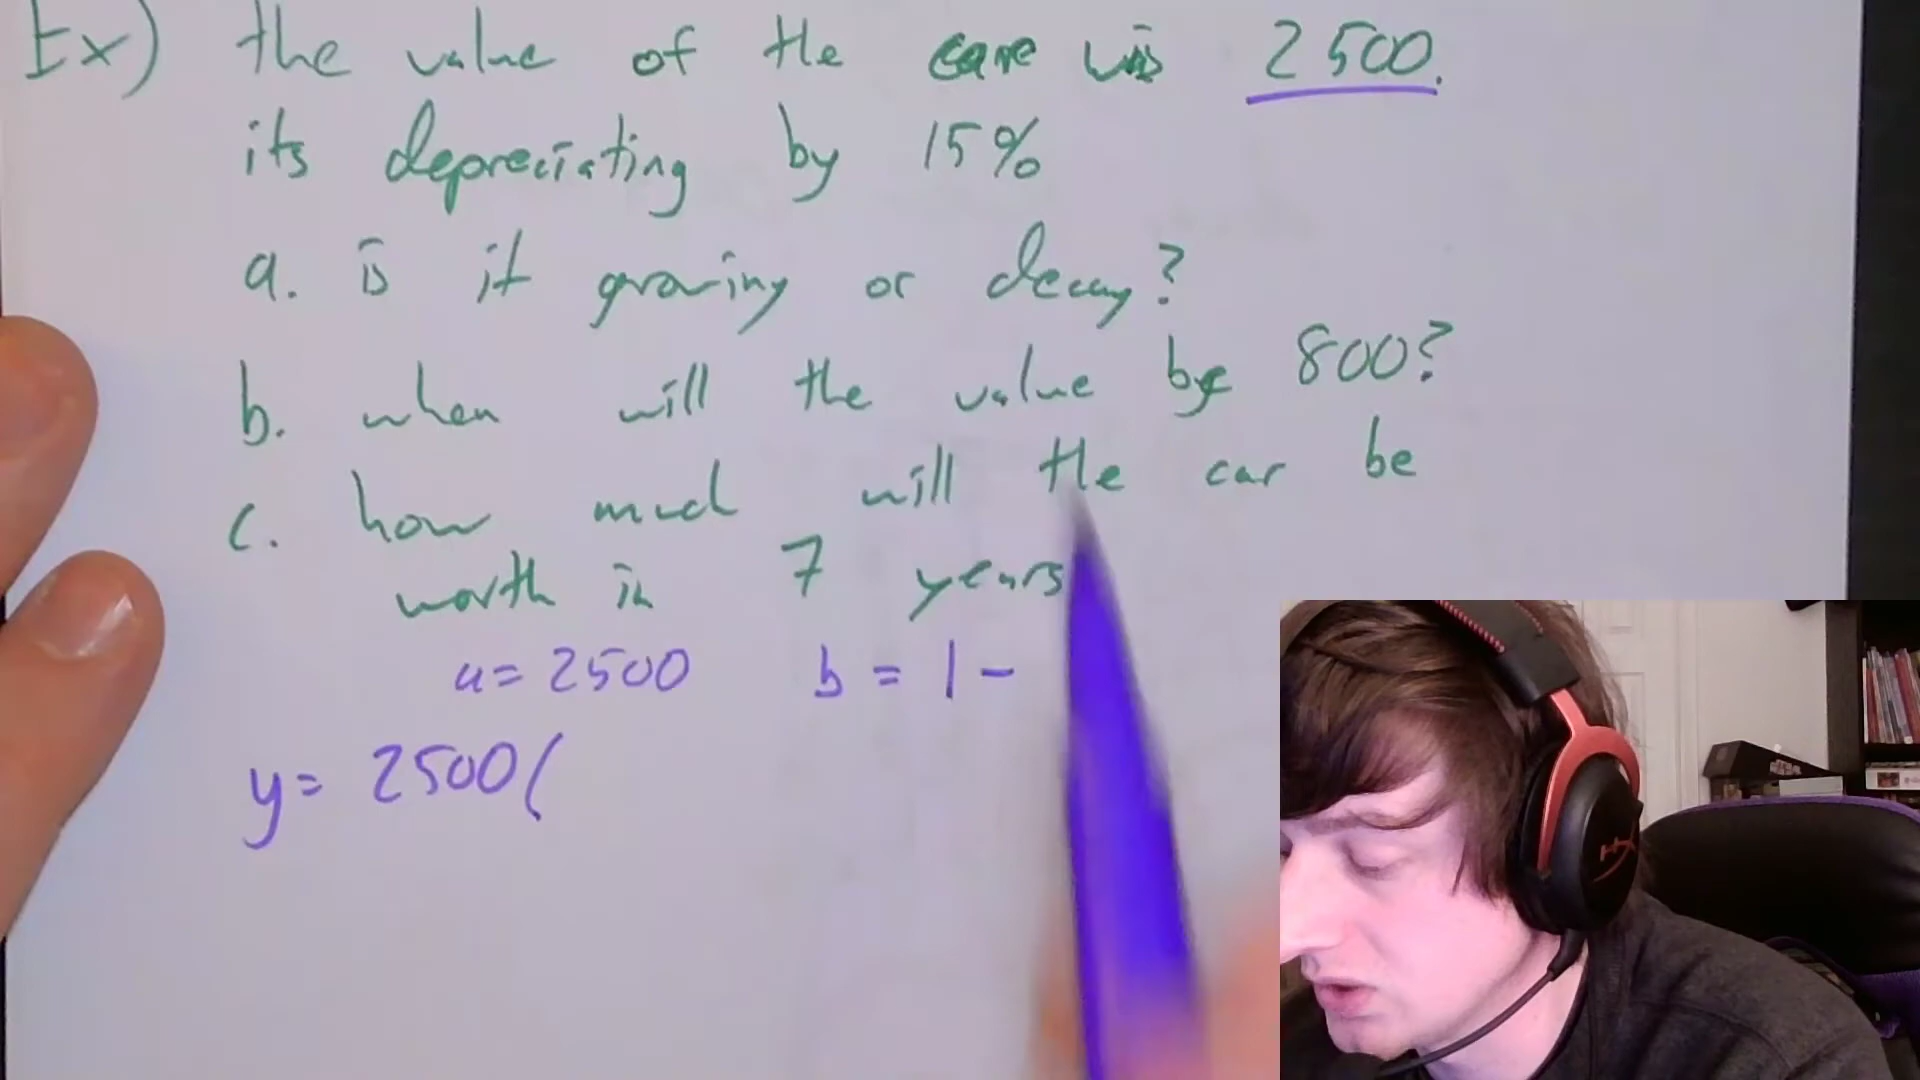 Ex) the value of the care was 2500.
its depreciating by 15%
a. is it growing or decay?
b. when will the value be 800?
c. how much will the car be
worth in 7 years
a = 2500 b = 1 -
y = 2500(